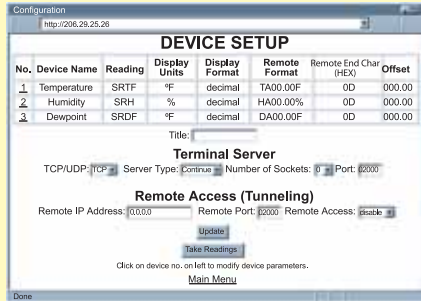 Configuration
http://206.29.25.26
DEVICE SETUP
No. Device Name Reading Display Units Display Format Remote Format Remote End Char (HEX) Offset
1 Temperature SRTF ºF decimal TA00.00F 0D 000.00
2 Humidity SRH % decimal HA00.00% 0D 000.00
3 Dewpoint SRDF ºF decimal DA00.00F 0D 000.00
Title:
Terminal Server
TCP/UDP: TCP Server Type: Continue Number of Sockets: 0 Port: 02000
Remote Access (Tunneling)
Remote IP Address: 0.0.0.0 Remote Port: 02000 Remote Access: disable
Update
Take Readings
Click on device no. on left to modify device parameters.
Main Menu
Done